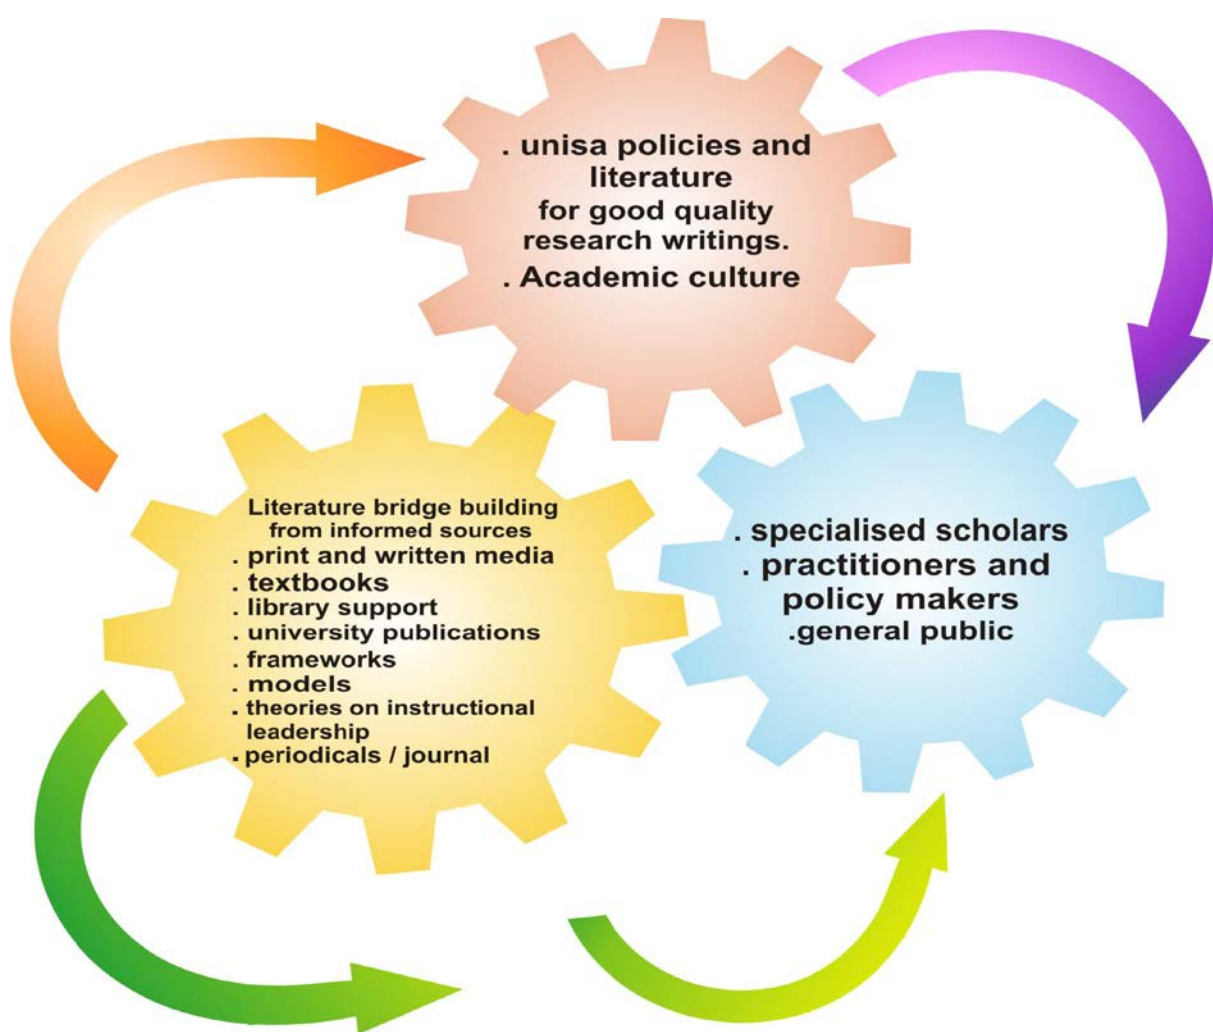 . unisa policies and
literature
for good quality
research writings.
. Academic culture
Literature bridge building
from informed sources
. print and written media
. textbooks
. library support
. university publications
. frameworks
. models
. theories on instructional
leadership
. periodicals / journal
. specialised scholars
. practitioners and
policy makers
.general public